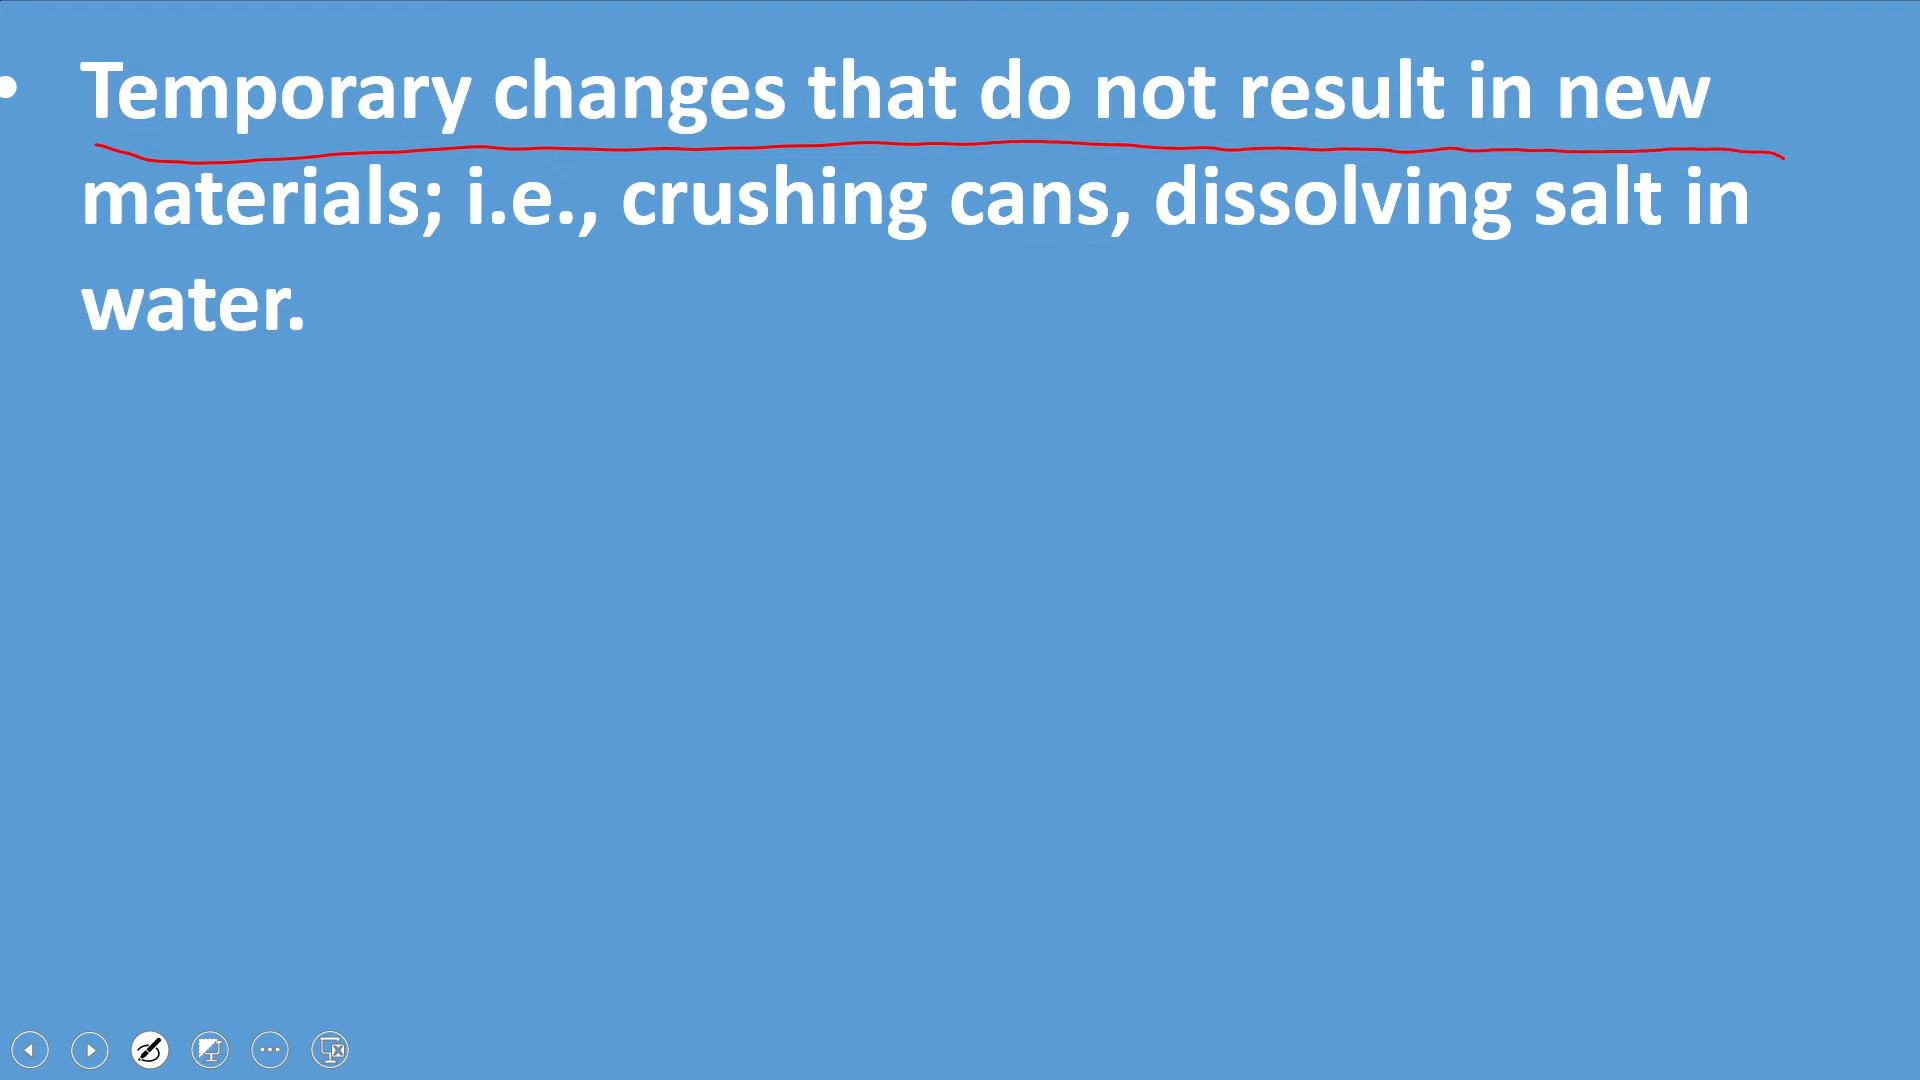 • Temporary changes that do not result in new
materials; i.e., crushing cans, dissolving salt in
water.